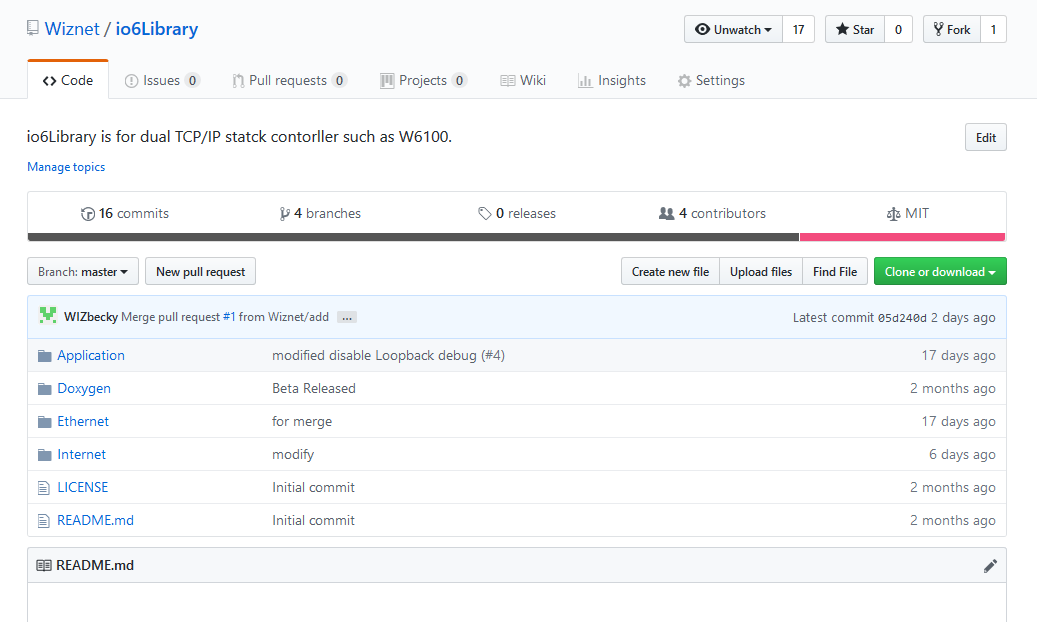 Wiznet / io6Library
Unwatch 17 Star 0 Fork 1
Code Issues 0 Pull requests 0 Projects 0 Wiki Insights Settings
io6Library is for dual TCP/IP statck contorller such as W6100.
Edit
Manage topics
16 commits 4 branches 0 releases 4 contributors MIT
Branch: master New pull request Create new file Upload files Find File Clone or download
WIZbecky Merge pull request #1 from Wiznet/add ... Latest commit 05d240d 2 days ago
Application modified disable Loopback debug (#4) 17 days ago
Doxygen Beta Released 2 months ago
Ethernet for merge 17 days ago
Internet modify 6 days ago
LICENSE Initial commit 2 months ago
README.md Initial commit 2 months ago
README.md